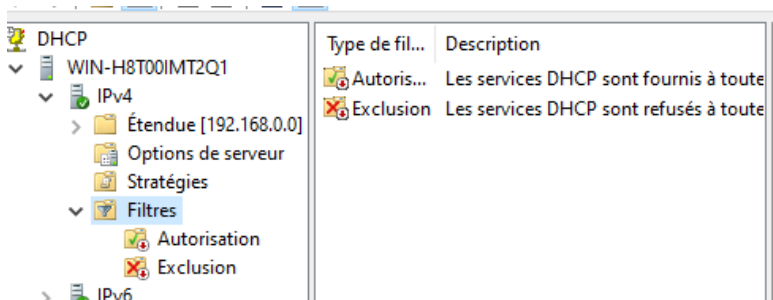 DHCP
WIN-H8T00IMT2Q1
IPv4
Étendue [192.168.0.0]
Options de serveur
Stratégies
Filtres
Autorisation
Exclusion
IPv6
Type de fil... Description
Autoris... Les services DHCP sont fournis à toute
Exclusion Les services DHCP sont refusés à toute